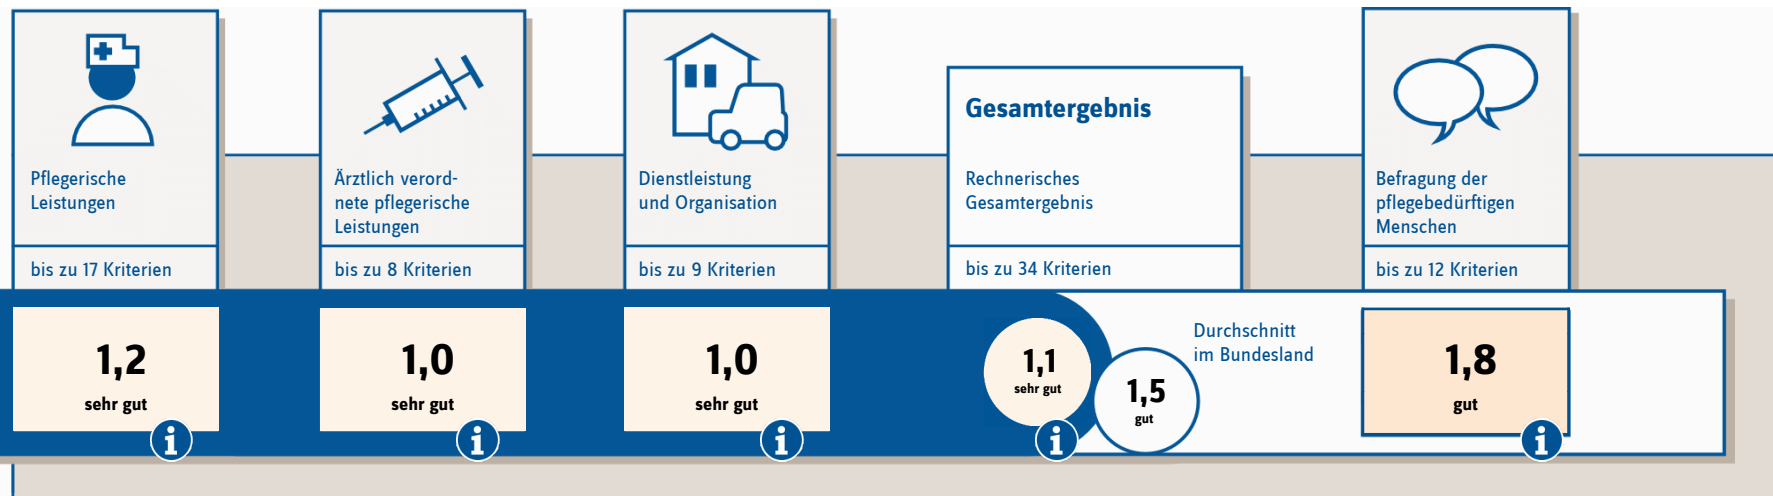 Pflegerische
Leistungen
bis zu 17 Kriterien
1,2
sehr gut
i
Ärztlich verord-
nete pflegerische
Leistungen
bis zu 8 Kriterien
1,0
sehr gut
i
Dienstleistung
und Organisation
bis zu 9 Kriterien
1,0
sehr gut
i
Gesamtergebnis
Rechnerisches
Gesamtergebnis
bis zu 34 Kriterien
1,1
sehr gut
i
1,5
gut
Durchschnitt
im Bundesland
Befragung der
pflegebedürftigen
Menschen
bis zu 12 Kriterien
1,8
gut
i